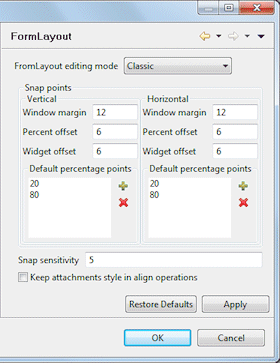 FormLayout
FromLayout editing mode Classic
Snap points
Vertical Horizontal
Window margin 12 Window margin 12
Percent offset 6 Percent offset 6
Widget offset 6 Widget offset 6
Default percentage points Default percentage points
20 20
80 80
Snap sensitivity 5
Keep attachments style in align operations
Restore Defaults Apply
OK Cancel